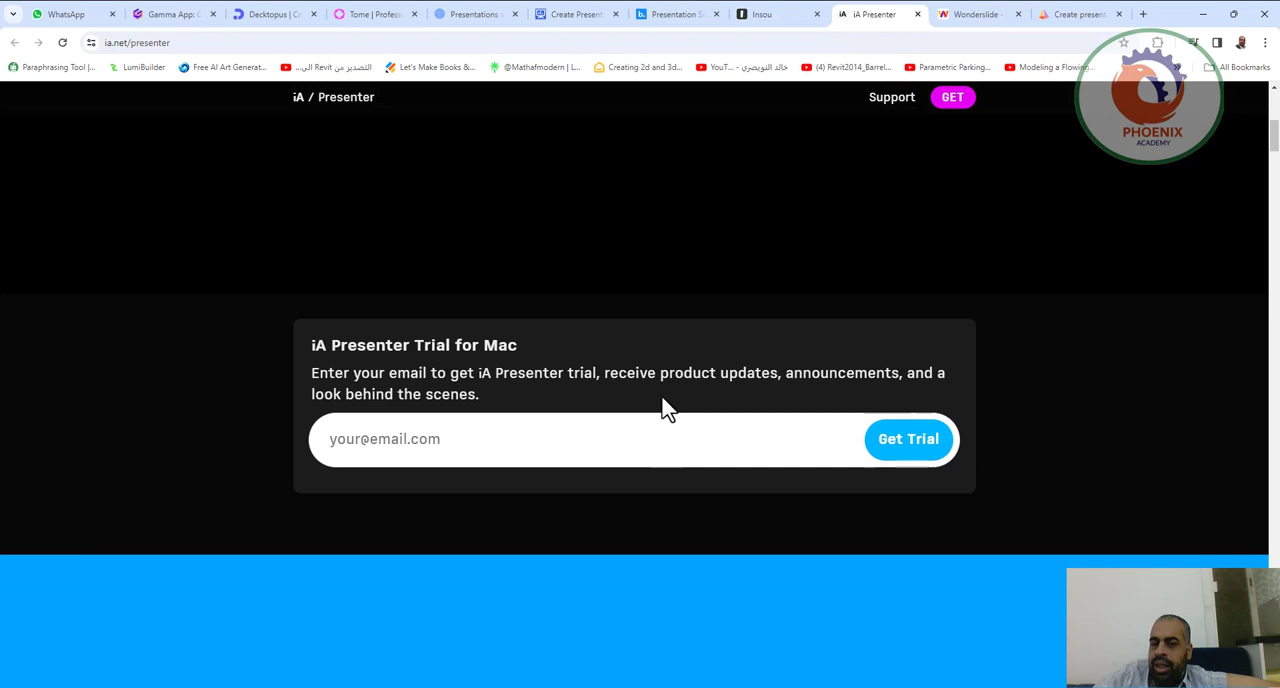 WhatsApp
Gamma App: G
Decktopus | C
Tome | Profess
Presentations a
Create Present
Presentation S
Insou
iA Presenter
Wonderslide -
Create present
ia.net/presenter
Paraphrasing Tool |...
LumiBuilder
Free AI Art Generat...
التصدير من Revit الى...
Let's Make Books &...
@Mathafmodern | L...
Creating 2d and 3d...
خالد النويصري - YouT...
(4) Revit2014_Barrel...
Parametric Parking...
Modeling a Flowing...
All Bookmarks
iA / Presenter
Support
GET
PHOENIX
ACADEMY
iA Presenter Trial for Mac
Enter your email to get iA Presenter trial, receive product updates, announcements, and a
look behind the scenes.
your@email.com
Get Trial